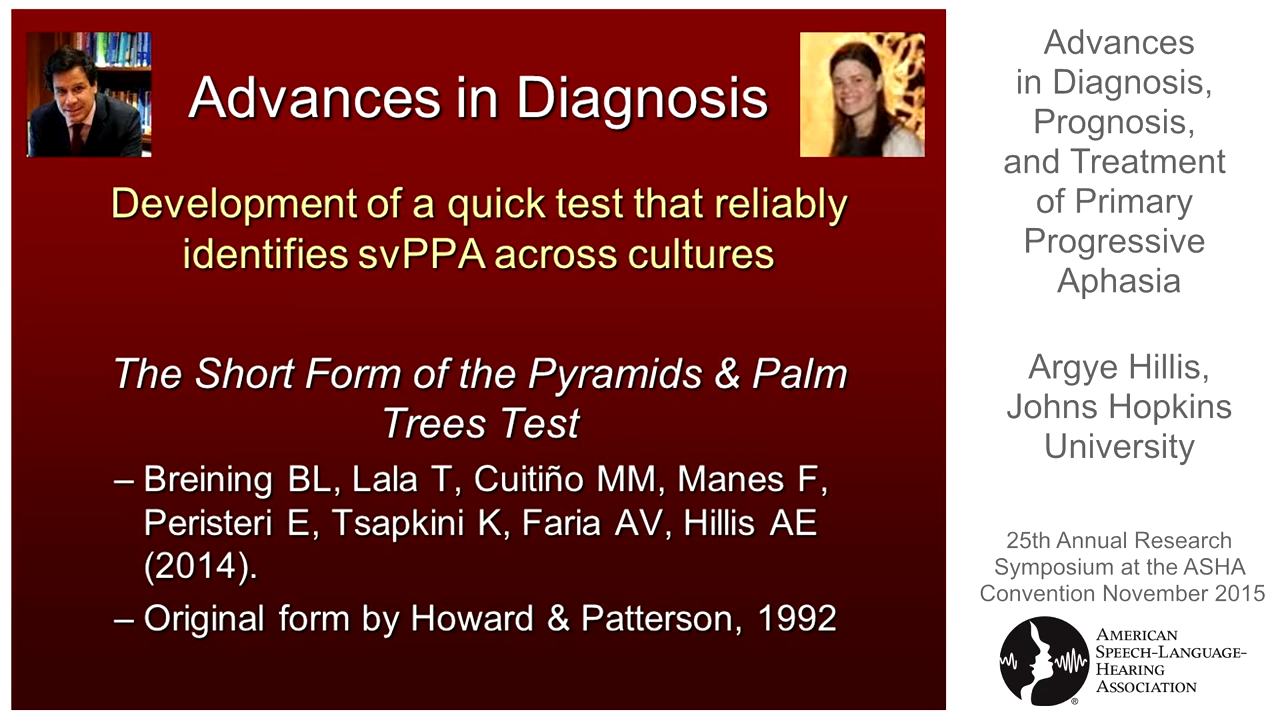 Advances in Diagnosis
Development of a quick test that reliably
identifies svPPA across cultures
The Short Form of the Pyramids & Palm
Trees Test
– Breining BL, Lala T, Cuitiño MM, Manes F,
Peristeri E, Tsapkini K, Faria AV, Hillis AE
(2014).
– Original form by Howard & Patterson, 1992
Advances
in Diagnosis,
Prognosis,
and Treatment
of Primary
Progressive
Aphasia
Argye Hillis,
Johns Hopkins
University
25th Annual Research
Symposium at the ASHA
Convention November 2015
AMERICAN
SPEECH-LANGUAGE-
HEARING
ASSOCIATION
®